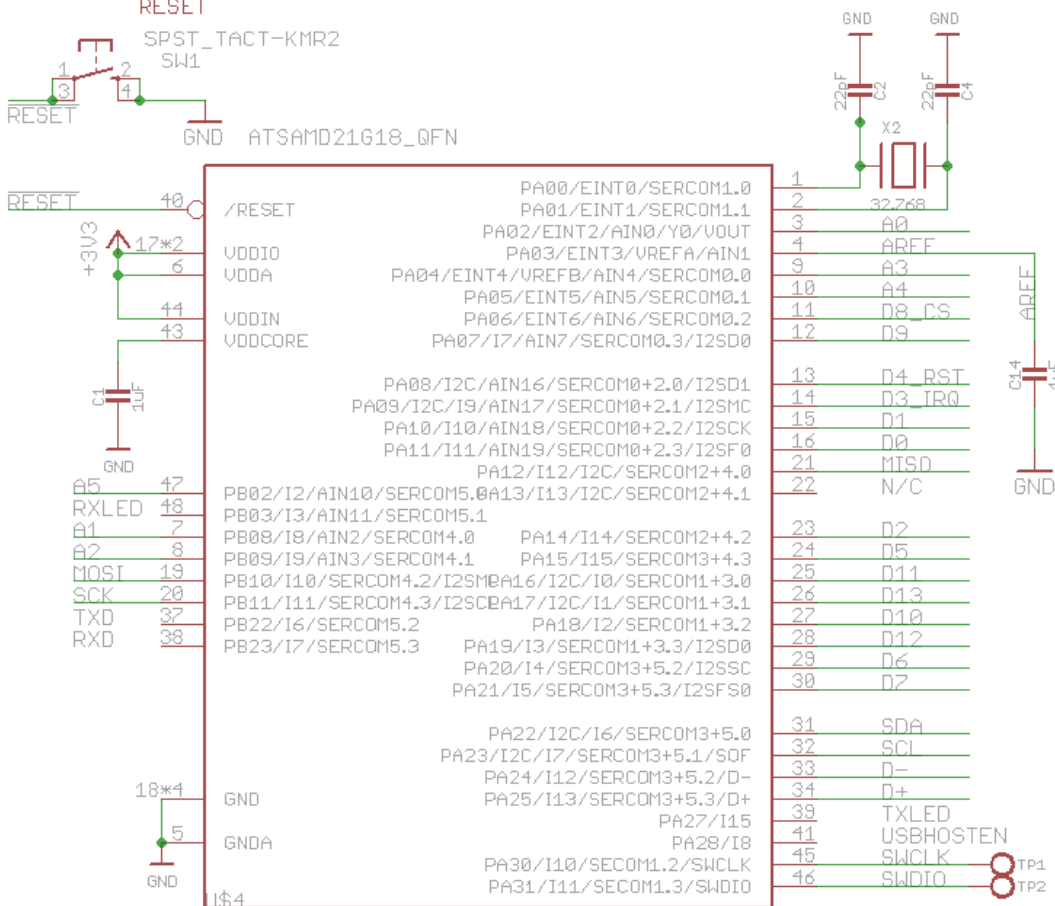 RESET
SPST_TACT-KMR2
SW1
1 2
3 4
RESET
GND
ATSAMD21G18_QFN
GND GND
22pF C2 22pF C4
X2
32.768
RESET 40 /RESET
+3V3
17*2 VDDIO
6 VDDA
44 VDDIN
43 VDDCORE
C1 1uF
GND
A5 47 PB02/I2/AIN10/SERCOM5.0
RXLED 48 PB03/I3/AIN11/SERCOM5.1
A1 7 PB08/I8/AIN2/SERCOM4.0
A2 8 PB09/I9/AIN3/SERCOM4.1
MOSI 19 PB10/I10/SERCOM4.2/I2SM
SCK 20 PB11/I11/SERCOM4.3/I2SC
TXD 37 PB22/I6/SERCOM5.2
RXD 38 PB23/I7/SERCOM5.3
18*4 GND
5 GNDA
GND
PA00/EINT0/SERCOM1.0 1
PA01/EINT1/SERCOM1.1 2
PA02/EINT2/AIN0/Y0/VOUT 3 A0
PA03/EINT3/VREFA/AIN1 4 AREF
PA04/EINT4/VREFB/AIN4/SERCOM0.0 9 A3
PA05/EINT5/AIN5/SERCOM0.1 10 A4
PA06/EINT6/AIN6/SERCOM0.2 11 D8_CS
PA07/I7/AIN7/SERCOM0.3/I2SD0 12 D9
PA08/I2C/AIN16/SERCOM0+2.0/I2SD1 13 D4_RST
PA09/I2C/I9/AIN17/SERCOM0+2.1/I2SMC 14 D3_IRQ
PA10/I10/AIN18/SERCOM0+2.2/I2SCK 15 D1
PA11/I11/AIN19/SERCOM0+2.3/I2SF0 16 D0
PA12/I12/I2C/SERCOM2+4.0 21 MISO
PA13/I13/I2C/SERCOM2+4.1 22 N/C
PA14/I14/SERCOM2+4.2 23 D2
PA15/I15/SERCOM3+4.3 24 D5
PA16/I2C/I0/SERCOM1+3.0 25 D11
PA17/I2C/I1/SERCOM1+3.1 26 D13
PA18/I2/SERCOM1+3.2 27 D10
PA19/I3/SERCOM1+3.3/I2SD0 28 D12
PA20/I4/SERCOM3+5.2/I2SSC 29 D6
PA21/I5/SERCOM3+5.3/I2SFS0 30 D7
PA22/I2C/I6/SERCOM3+5.0 31 SDA
PA23/I2C/I7/SERCOM3+5.1/SOF 32 SCL
PA24/I12/SERCOM3+5.2/D- 33 D-
PA25/I13/SERCOM3+5.3/D+ 34 D+
PA27/I15 39 TXLED
PA28/I8 41 USBHOSTEN
PA30/I10/SECOM1.2/SWCLK 45 SWCLK TP1
PA31/I11/SECOM1.3/SWDIO 46 SWDIO TP2
AREF
C14
GND
U$4